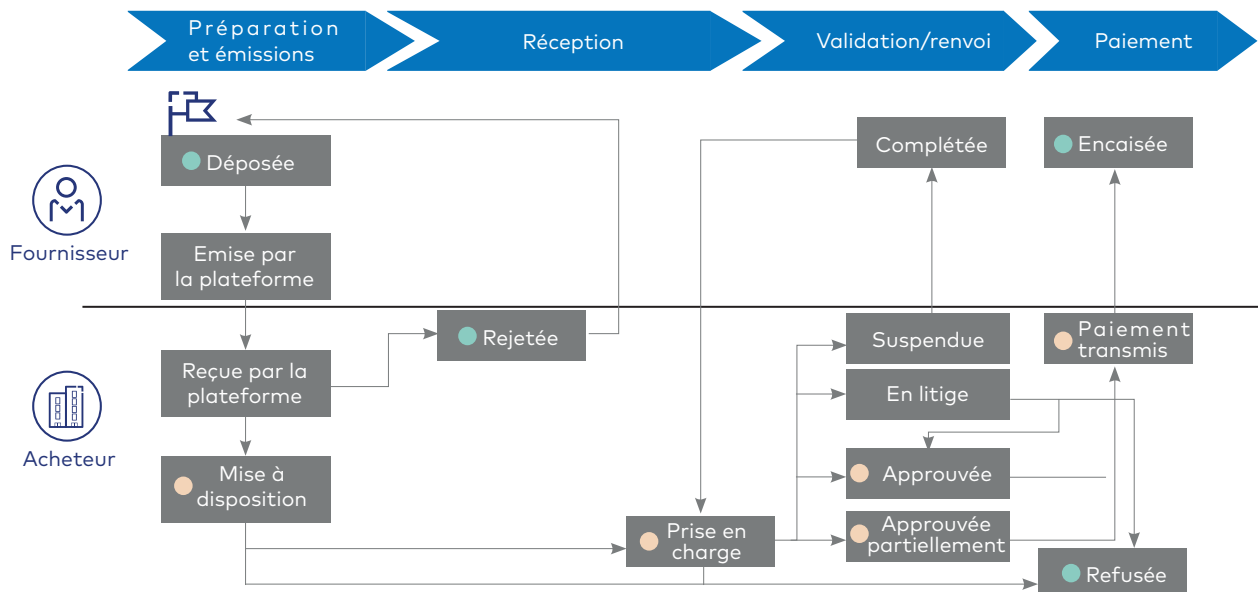 Préparation
et émissions
Réception
Validation/renvoi
Paiement
Déposée
Complétée
Encaisée
Fournisseur
Emise par
la plateforme
Rejetée
Suspendue
Paiement
transmis
Reçue par la
plateforme
En litige
Acheteur
Mise à
disposition
Approuvée
Prise en
charge
Approuvée
partiellement
Refusée